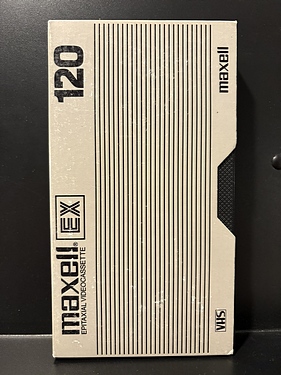 maxell® EX 120
EPITAXIAL VIDEOCASSETTE
VHS maxell